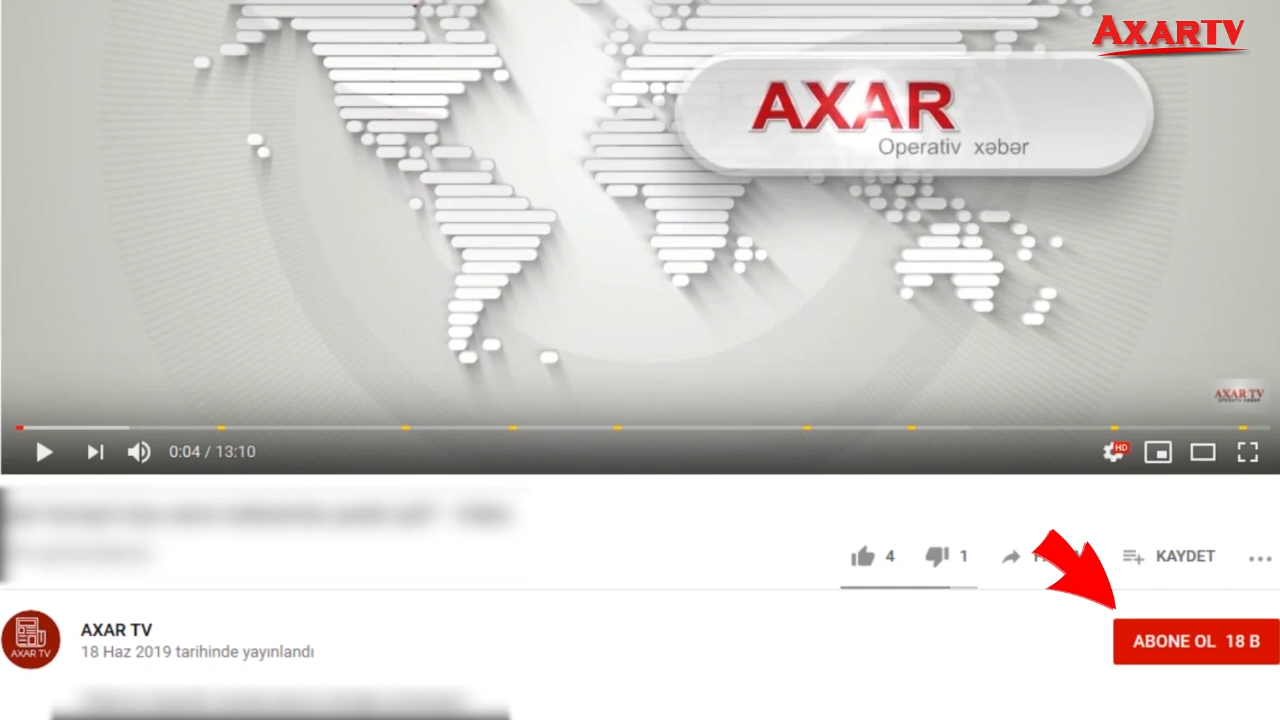 AXARTV
AXAR
Operativ xəbər
AXAR TV
0:04 / 13:10
HD
4 1 KAYDET
AXAR TV
AXAR TV
18 Haz 2019 tarihinde yayınlandı
ABONE OL 18 B